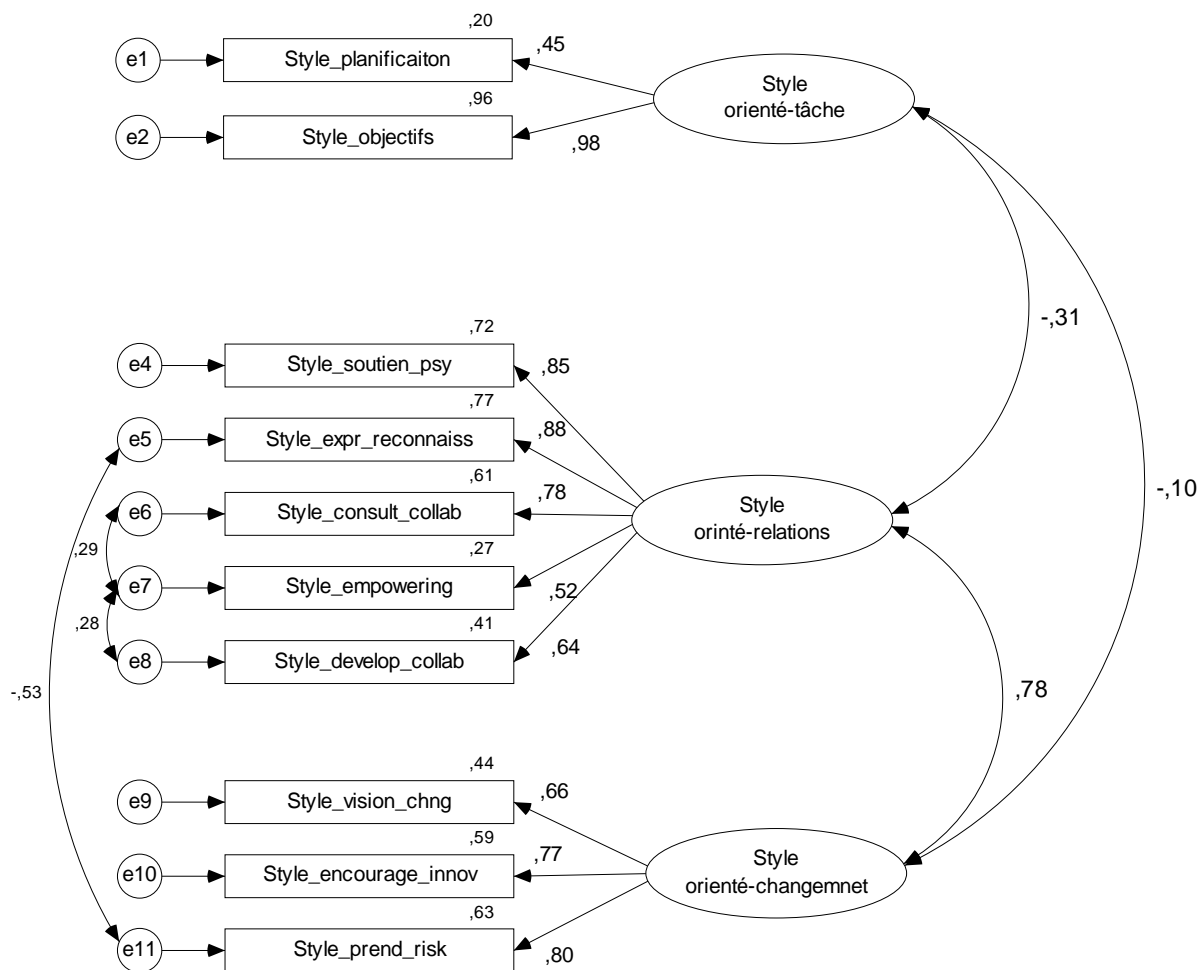 ,20
e1
Style_planificaiton
,45
Style
orienté-tâche
,96
e2
Style_objectifs
,98
-,31
,72
e4
Style_soutien_psy
,85
,77
e5
Style_expr_reconnaiss
,88
,61
e6
Style_consult_collab
,78
Style
orinté-relations
-,10
,29
,27
e7
Style_empowering
,52
,28
,41
e8
Style_develop_collab
,64
-,53
,78
,44
e9
Style_vision_chng
,66
,59
e10
Style_encourage_innov
,77
Style
orienté-changemnet
,63
e11
Style_prend_risk
,80